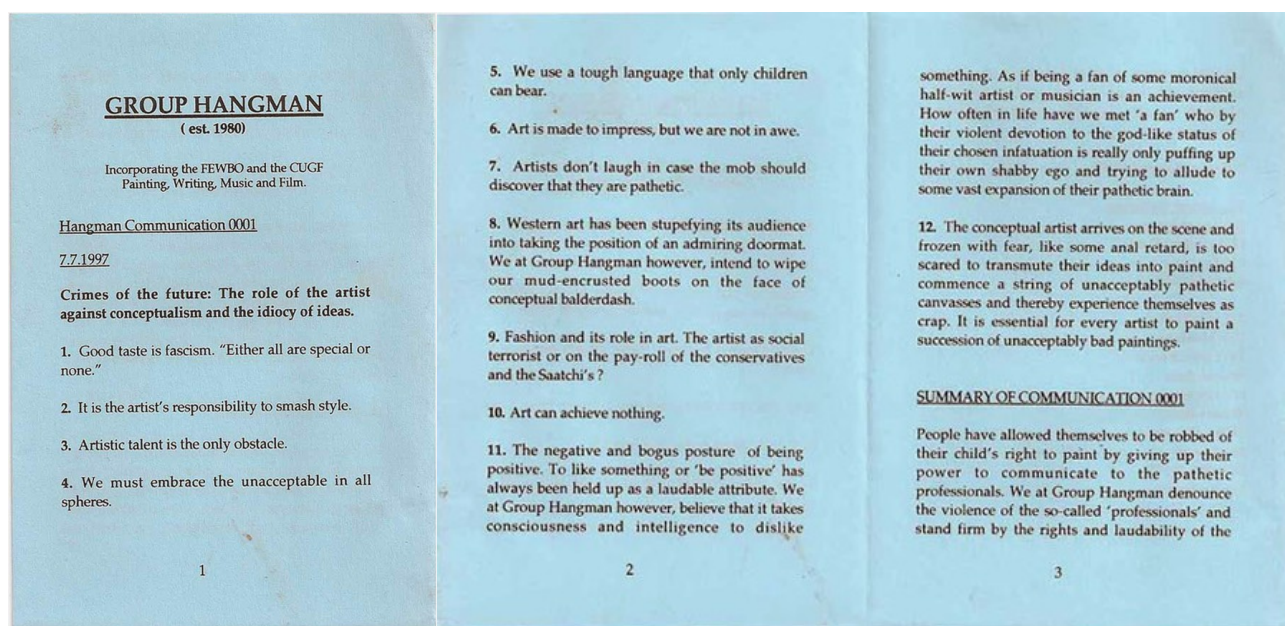 GROUP HANGMAN
( est. 1980)
Incorporating the FEWBO and the CUGF
Painting, Writing, Music and Film.
Hangman Communication 0001
7.7.1997
Crimes of the future: The role of the artist
against conceptualism and the idiocy of ideas.
1. Good taste is fascism. "Either all are special or
none."
2. It is the artist's responsibility to smash style.
3. Artistic talent is the only obstacle.
4. We must embrace the unacceptable in all
spheres.
1
5. We use a tough language that only children
can bear.
6. Art is made to impress, but we are not in awe.
7. Artists don't laugh in case the mob should
discover that they are pathetic.
8. Western art has been stupefying its audience
into taking the position of an admiring doormat.
We at Group Hangman however, intend to wipe
our mud-encrusted boots on the face of
conceptual balderdash.
9. Fashion and its role in art. The artist as social
terrorist or on the pay-roll of the conservatives
and the Saatchi's ?
10. Art can achieve nothing.
11. The negative and bogus posture of being
positive. To like something or 'be positive' has
always been held up as a laudable attribute. We
at Group Hangman however, believe that it takes
consciousness and intelligence to dislike
2
something. As if being a fan of some moronical
half-wit artist or musician is an achievement.
How often in life have we met 'a fan' who by
their violent devotion to the god-like status of
their chosen infatuation is really only puffing up
their own shabby ego and trying to allude to
some vast expansion of their pathetic brain.
12. The conceptual artist arrives on the scene and
frozen with fear, like some anal retard, is too
scared to transmute their ideas into paint and
commence a string of unacceptably pathetic
canvasses and thereby experience themselves as
crap. It is essential for every artist to paint a
succession of unacceptably bad paintings.
SUMMARY OF COMMUNICATION 0001
People have allowed themselves to be robbed of
their child's right to paint by giving up their
power to communicate to the pathetic
professionals. We at Group Hangman denounce
the violence of the so-called 'professionals' and
stand firm by the rights and laudability of the
3